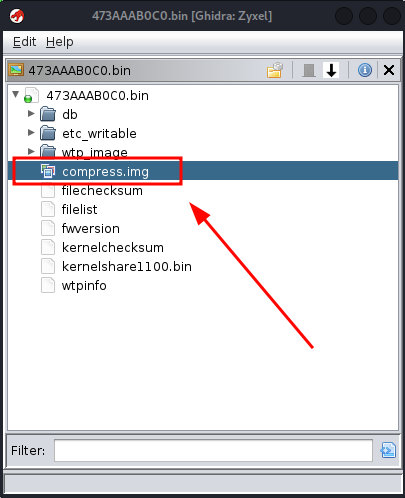 473AAAB0C0.bin [Ghidra: Zyxel]
Edit Help
473AAAB0C0.bin
473AAAB0C0.bin
db
etc_writable
wtp_image
compress.img
filechecksum
filelist
fwversion
kernelchecksum
kernelshare1100.bin
wtpinfo
Filter: